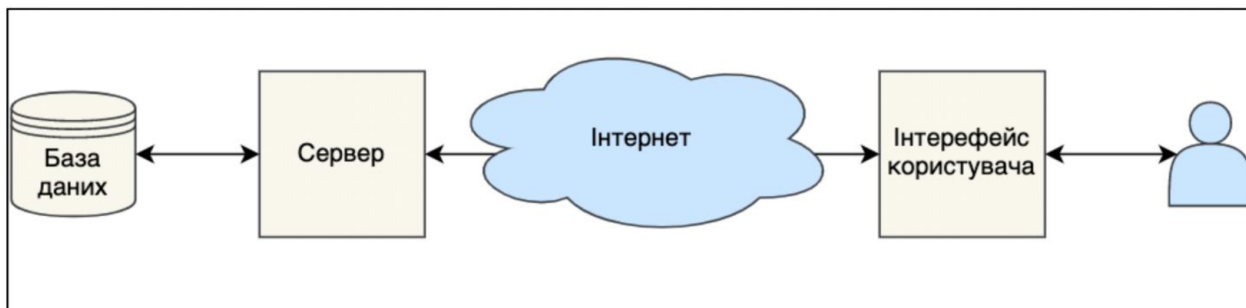 База
даних
Сервер
Інтернет
Інтерефейс
користувача